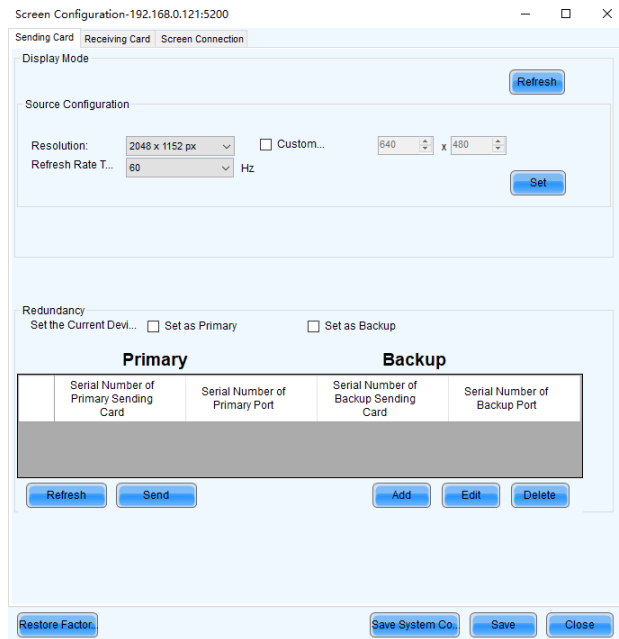 Screen Configuration-192.168.0.121:5200
Sending Card Receiving Card Screen Connection
Display Mode
Refresh
Source Configuration
Resolution: 2048 x 1152 px Custom... 640 x 480
Refresh Rate T... 60 Hz
Set
Redundancy
Set the Current Devi... Set as Primary Set as Backup
Primary Backup
Serial Number of Primary Sending Card Serial Number of Primary Port Serial Number of Backup Sending Card Serial Number of Backup Port
Refresh Send Add Edit Delete
Restore Factor.. Save System Co.. Save Close